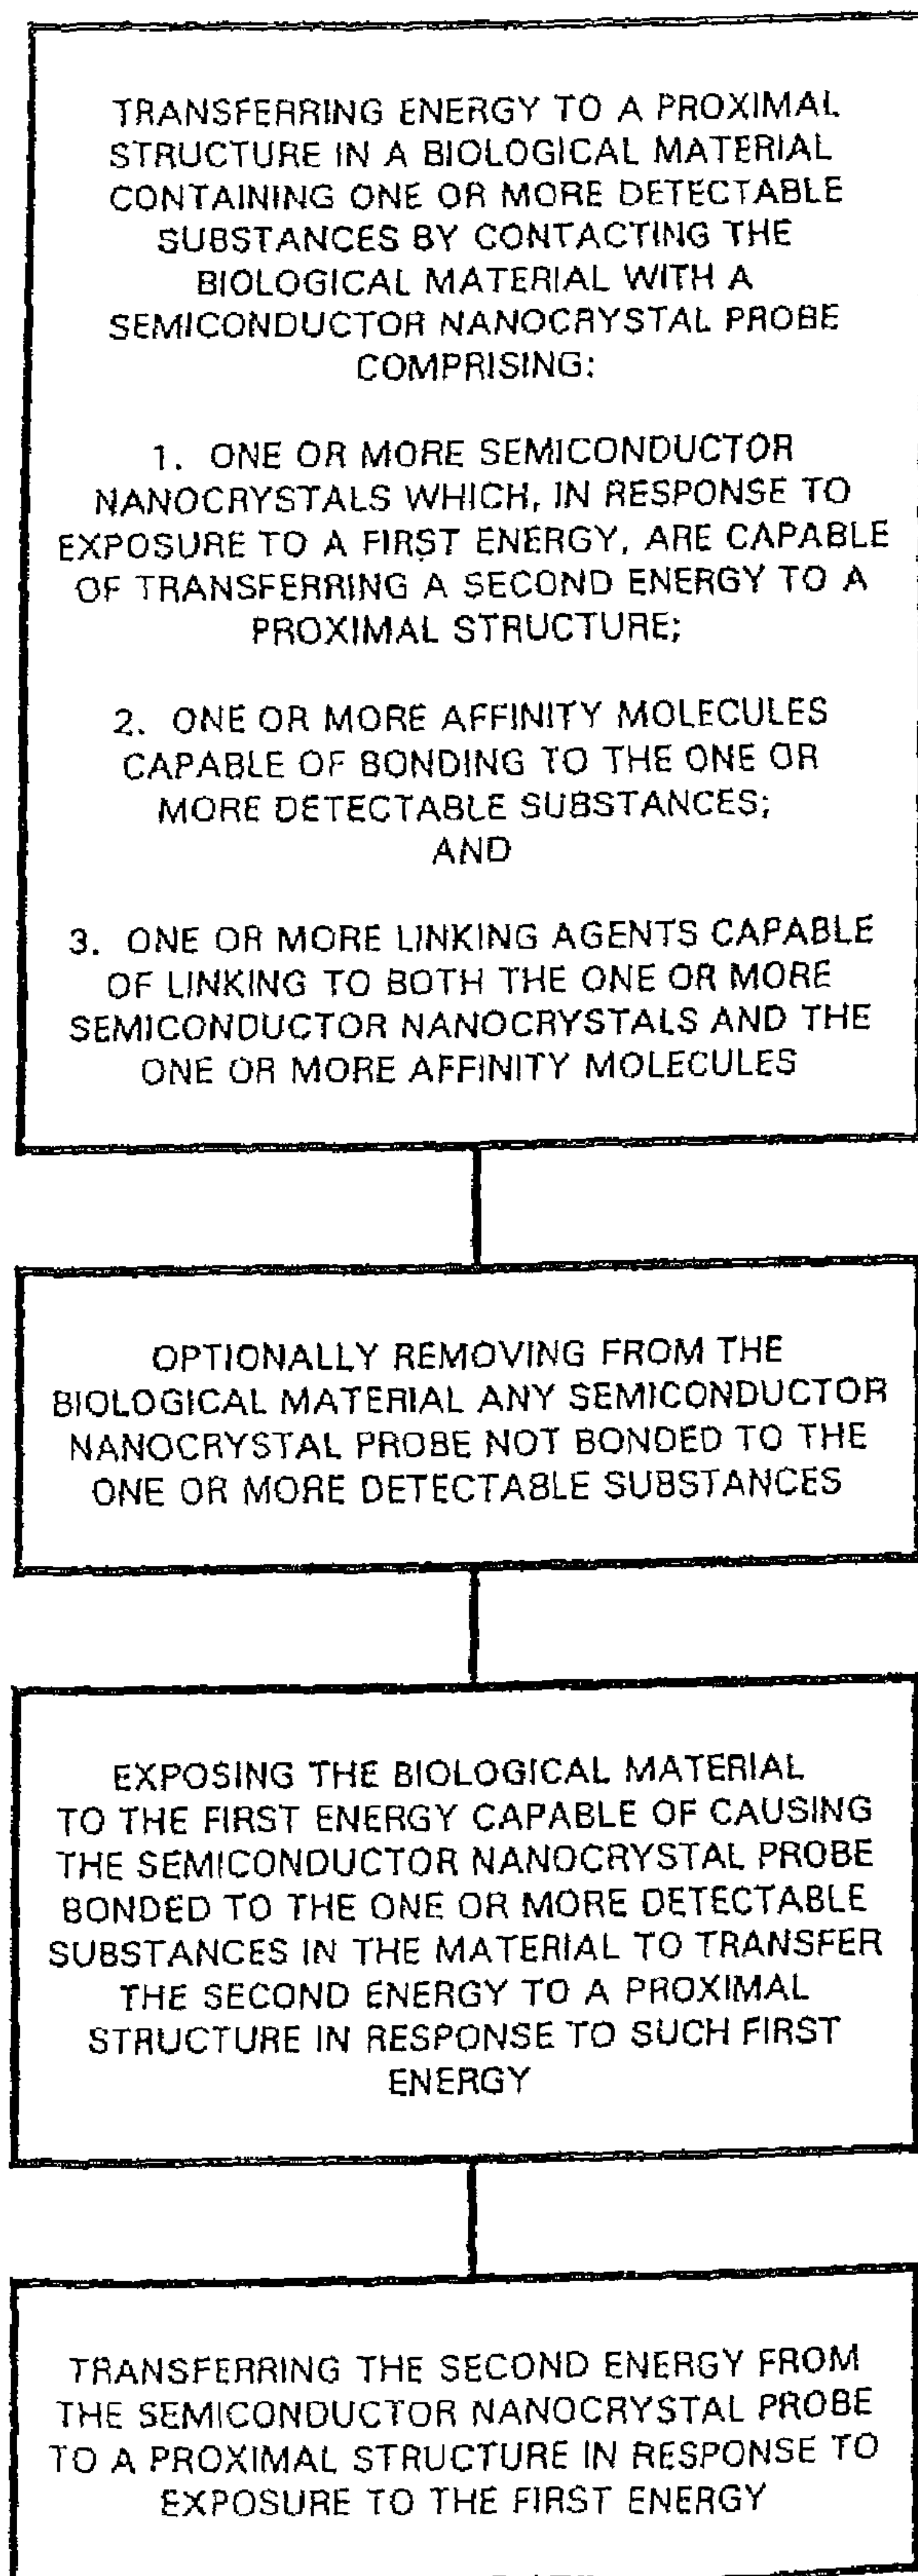 TRANSFERRING ENERGY TO A PROXIMAL
STRUCTURE IN A BIOLOGICAL MATERIAL
CONTAINING ONE OR MORE DETECTABLE
SUBSTANCES BY CONTACTING THE
BIOLOGICAL MATERIAL WITH A
SEMICONDUCTOR NANOCRYSTAL PROBE
COMPRISING:
1. ONE OR MORE SEMICONDUCTOR
NANOCRYSTALS WHICH, IN RESPONSE TO
EXPOSURE TO A FIRST ENERGY, ARE CAPABLE
OF TRANSFERRING A SECOND ENERGY TO A
PROXIMAL STRUCTURE;
2. ONE OR MORE AFFINITY MOLECULES
CAPABLE OF BONDING TO THE ONE OR
MORE DETECTABLE SUBSTANCES;
AND
3. ONE OR MORE LINKING AGENTS CAPABLE
OF LINKING TO BOTH THE ONE OR MORE
SEMICONDUCTOR NANOCRYSTALS AND THE
ONE OR MORE AFFINITY MOLECULES
OPTIONALLY REMOVING FROM THE
BIOLOGICAL MATERIAL ANY SEMICONDUCTOR
NANOCRYSTAL PROBE NOT BONDED TO THE
ONE OR MORE DETECTABLE SUBSTANCES
EXPOSING THE BIOLOGICAL MATERIAL
TO THE FIRST ENERGY CAPABLE OF CAUSING
THE SEMICONDUCTOR NANOCRYSTAL PROBE
BONDED TO THE ONE OR MORE DETECTABLE
SUBSTANCES IN THE MATERIAL TO TRANSFER
THE SECOND ENERGY TO A PROXIMAL
STRUCTURE IN RESPONSE TO SUCH FIRST
ENERGY
TRANSFERRING THE SECOND ENERGY FROM
THE SEMICONDUCTOR NANOCRYSTAL PROBE
TO A PROXIMAL STRUCTURE IN RESPONSE TO
EXPOSURE TO THE FIRST ENERGY